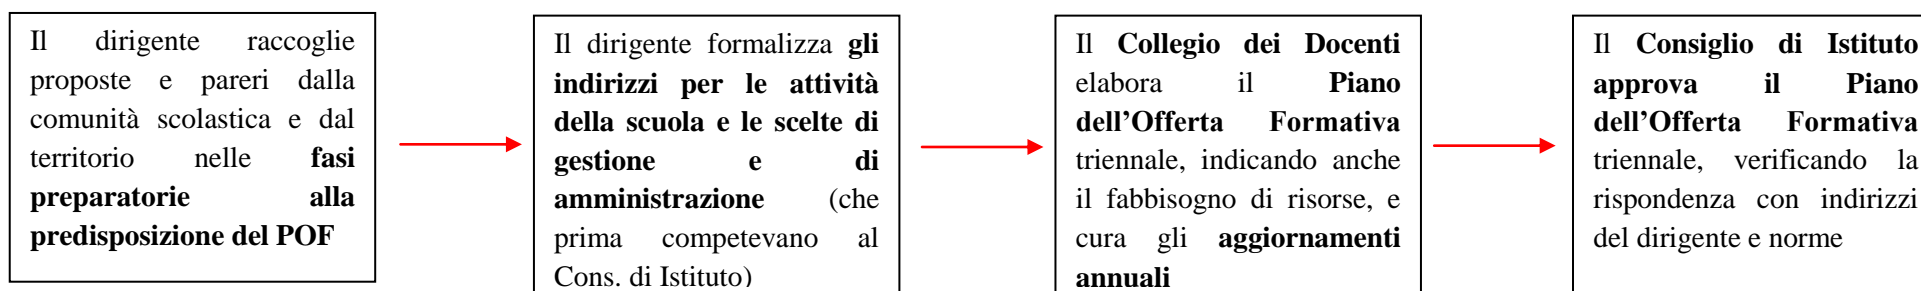 Il dirigente raccoglie
proposte e pareri dalla
comunità scolastica e dal
territorio nelle fasi
preparatorie alla
predisposizione del POF
Il dirigente formalizza gli
indirizzi per le attività
della scuola e le scelte di
gestione e di
amministrazione (che
prima competevano al
Cons. di Istituto)
Il Collegio dei Docenti
elabora il Piano
dell’Offerta Formativa
triennale, indicando anche
il fabbisogno di risorse, e
cura gli aggiornamenti
annuali
Il Consiglio di Istituto
approva il Piano
dell’Offerta Formativa
triennale, verificando la
rispondenza con indirizzi
del dirigente e norme